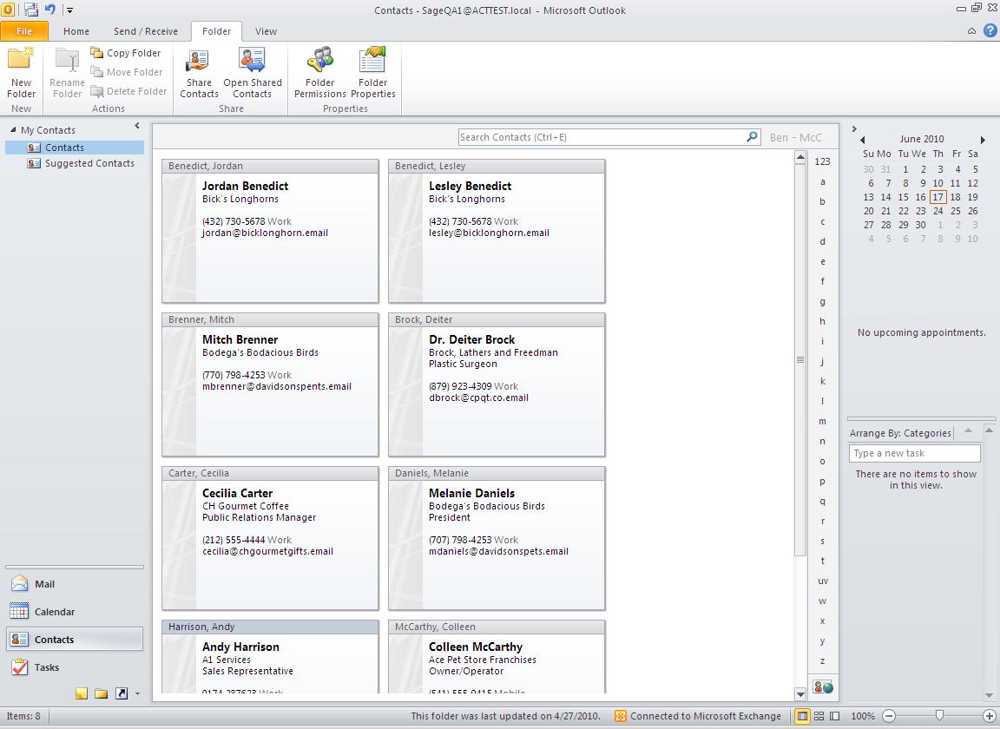 Contacts - SageQA1@ACTTEST.local - Microsoft Outlook
File Home Send / Receive Folder View
New Folder
Rename Folder
Copy Folder
Move Folder
Delete Folder
Share Contacts
Open Shared Contacts
Folder Permissions
Folder Properties
New Actions Share Properties
My Contacts
Contacts
Suggested Contacts
Search Contacts (Ctrl+E)
Ben - McC
Benedict, Jordan
Jordan Benedict
Bick's Longhorns
(432) 730-5678 Work
jordan@bicklonghorn.email
Benedict, Lesley
Lesley Benedict
Bick's Longhorns
(432) 730-5678 Work
lesley@bicklonghorn.email
Brenner, Mitch
Mitch Brenner
Bodega's Bodacious Birds
(770) 798-4253 Work
mbrenner@davidsonspents.email
Brock, Deiter
Dr. Deiter Brock
Brock, Lathers and Freedman
Plastic Surgeon
(879) 923-4309 Work
dbrock@cpqt.co.email
Carter, Cecilia
Cecilia Carter
CH Gourmet Coffee
Public Relations Manager
(212) 555-4444 Work
cecilia@chgourmetgifts.email
Daniels, Melanie
Melanie Daniels
Bodega's Bodacious Birds
President
(707) 798-4253 Work
mdaniels@davidsonspets.email
Harrison, Andy
Andy Harrison
A1 Services
Sales Representative
0174-287623 Work
McCarthy, Colleen
Colleen McCarthy
Ace Pet Store Franchises
Owner/Operator
(541) 555-9415 Mobile
123
a
b
c
d
e
f
g
h
i
j
k
l
m
n
o
p
q
r
s
t
uv
w
x
y
z
June 2010
Su Mo Tu We Th Fr Sa
30 31 1 2 3 4 5
6 7 8 9 10 11 12
13 14 15 16 17 18 19
20 21 22 23 24 25 26
27 28 29 30 1 2 3
4 5 6 7 8 9 10
No upcoming appointments.
Arrange By: Categories
Type a new task
There are no items to show
in this view.
Mail
Calendar
Contacts
Tasks
Items: 8
This folder was last updated on 4/27/2010.
Connected to Microsoft Exchange
100%